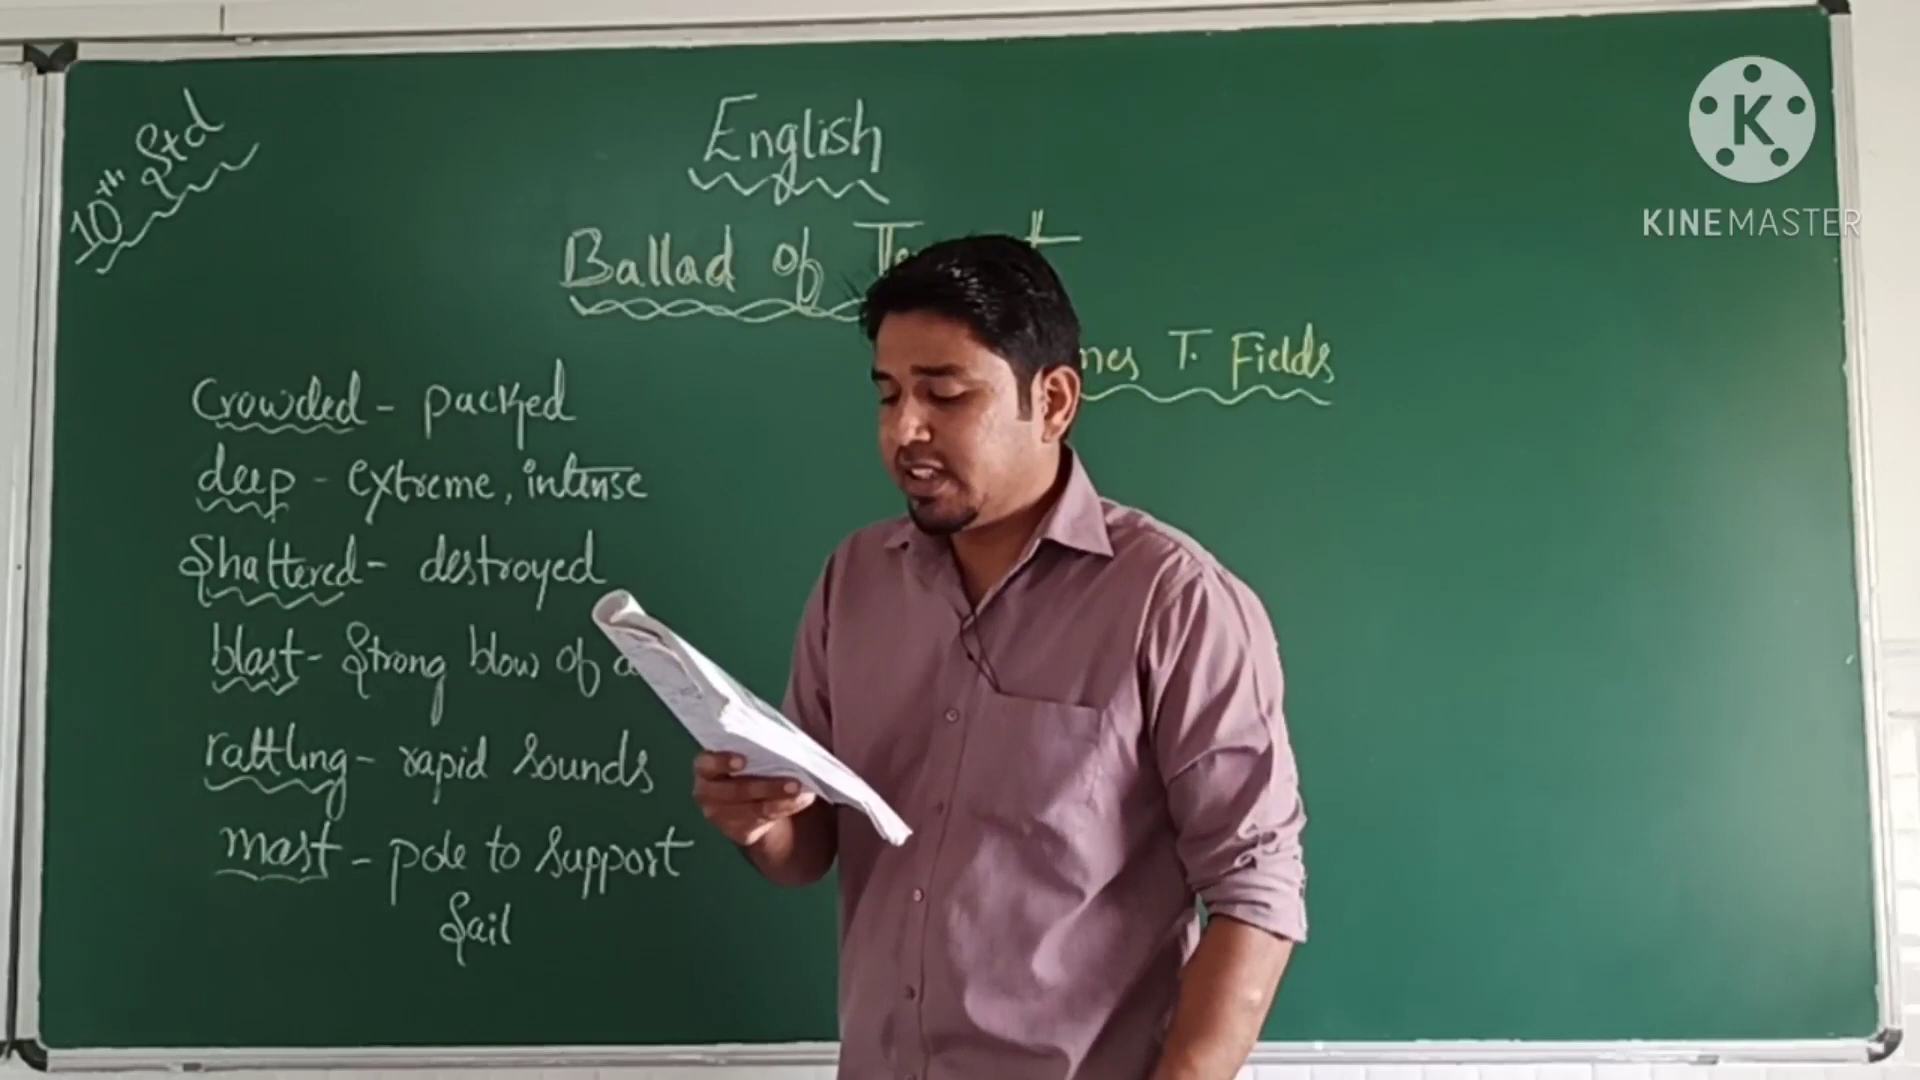 10th Std
English
Ballad of
T. Fields
Crowded - packed
deep - extreme, intense
Shattered - destroyed
blast - Strong blow of
rattling - rapid sounds
mast - pole to support
Sail
K
KINEMASTER